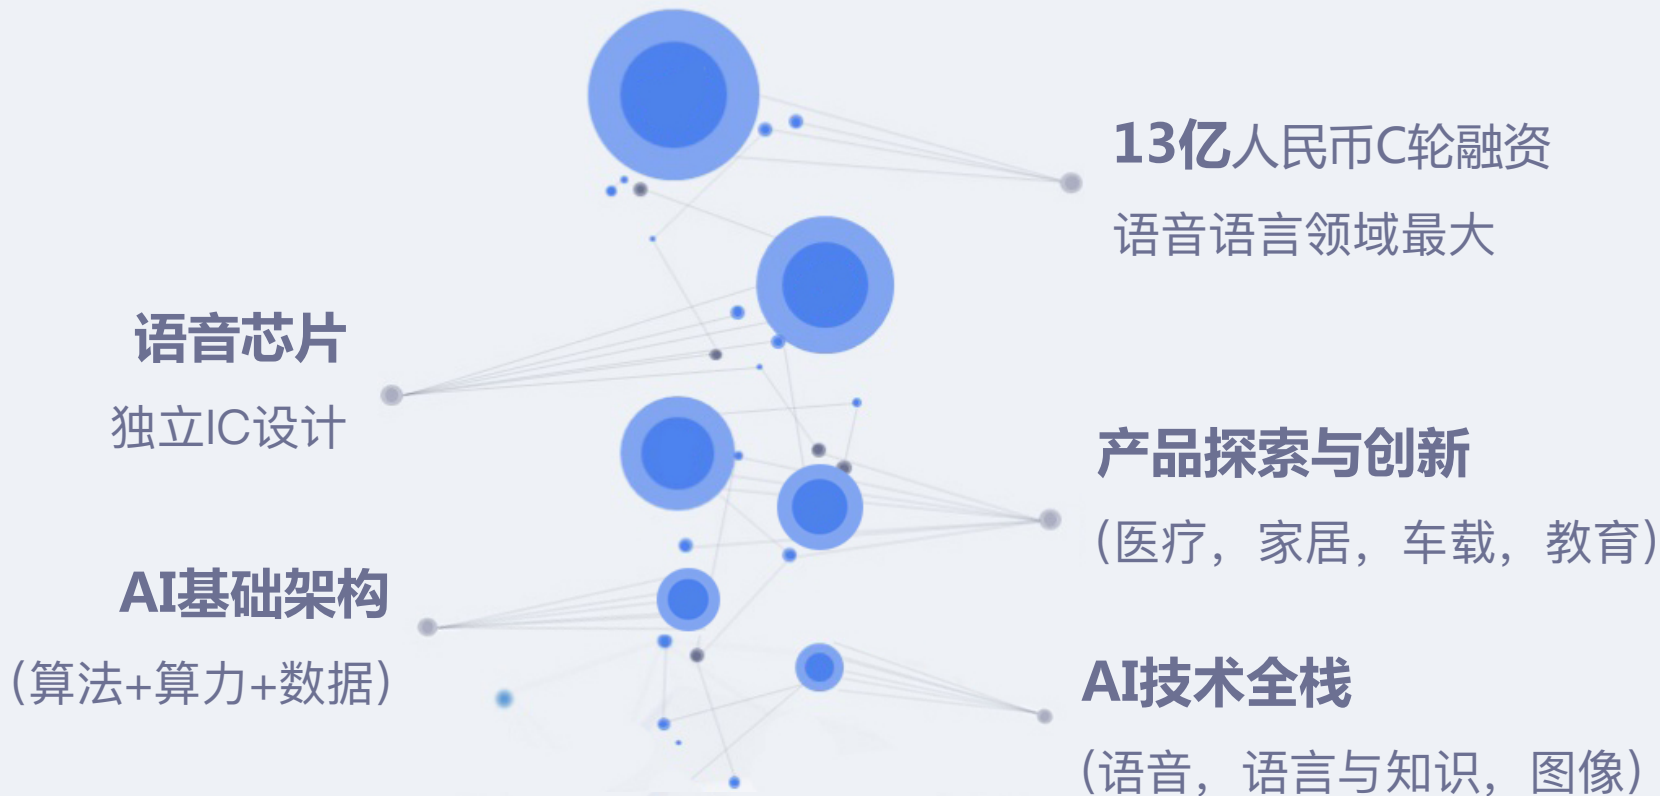 13亿人民币C轮融资
语音语言领域最大
语音芯片
独立IC设计
产品探索与创新
(医疗，家居，车载，教育)
AI基础架构
(算法+算力+数据)
AI技术全栈
(语音，语言与知识，图像)